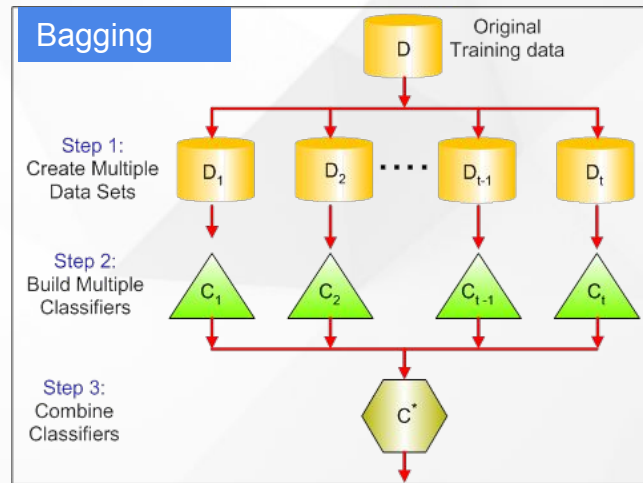 Bagging
Original
Training data
D
Step 1:
Create Multiple
Data Sets
D₁
D₂
....
Dₜ₋₁
Dₜ
Step 2:
Build Multiple
Classifiers
C₁
C₂
Cₜ₋₁
Cₜ
Step 3:
Combine
Classifiers
C*